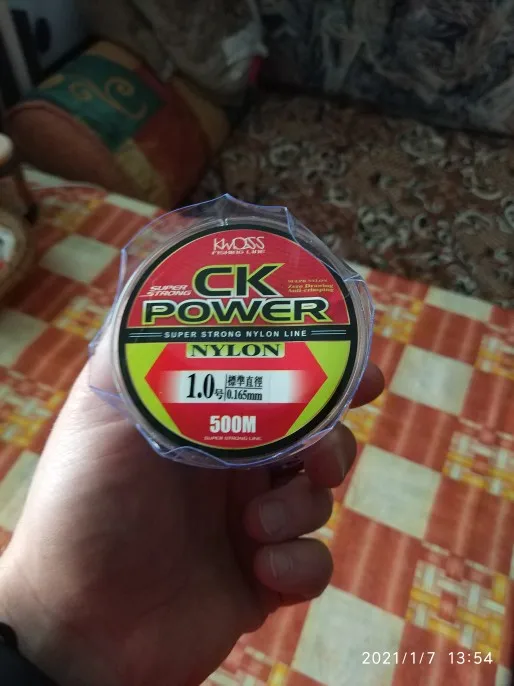 KWOSS
FISHING LINE
SUPER
STRONG
CK
POWER
SUPER STRONG NYLON LINE
NYLON
1.0号
標準直徑
0.165mm
500M
SUPER STRONG LINE
2021/1/7 13:54